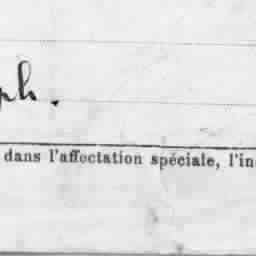 ph.
dans l'affectation spéciale, l'in